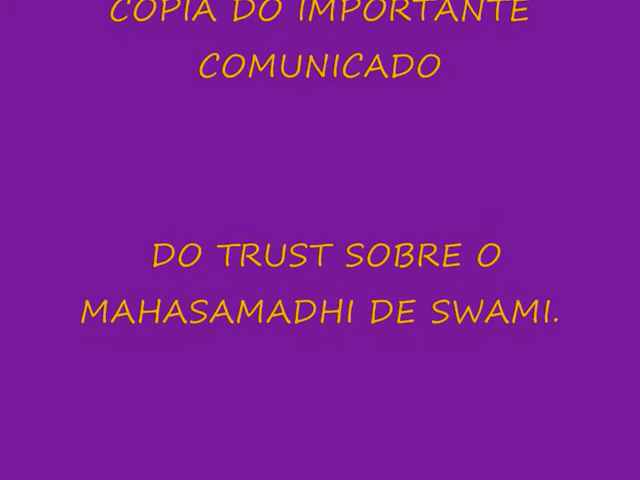 COPIA DO IMPORTANTE
COMUNICADO
DO TRUST SOBRE O
MAHASAMADHI DE SWAMI.